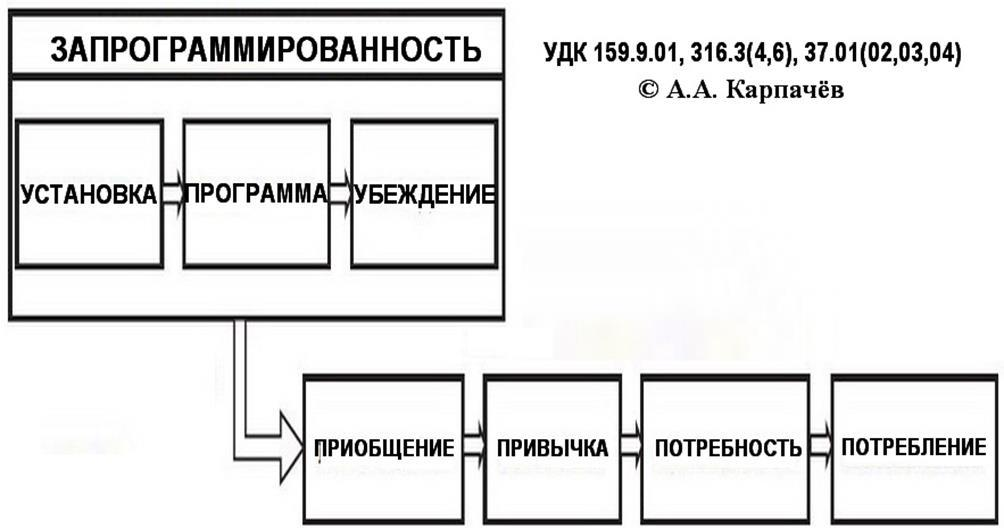 ЗАПРОГРАММИРОВАННОСТЬ
УДК 159.9.01, 316.3(4,6), 37.01(02,03,04)
© А.А. Карпачёв
УСТАНОВКА
ПРОГРАММА
УБЕЖДЕНИЕ
ПРИОБЩЕНИЕ
ПРИВЫЧКА
ПОТРЕБНОСТЬ
ПОТРЕБЛЕНИЕ